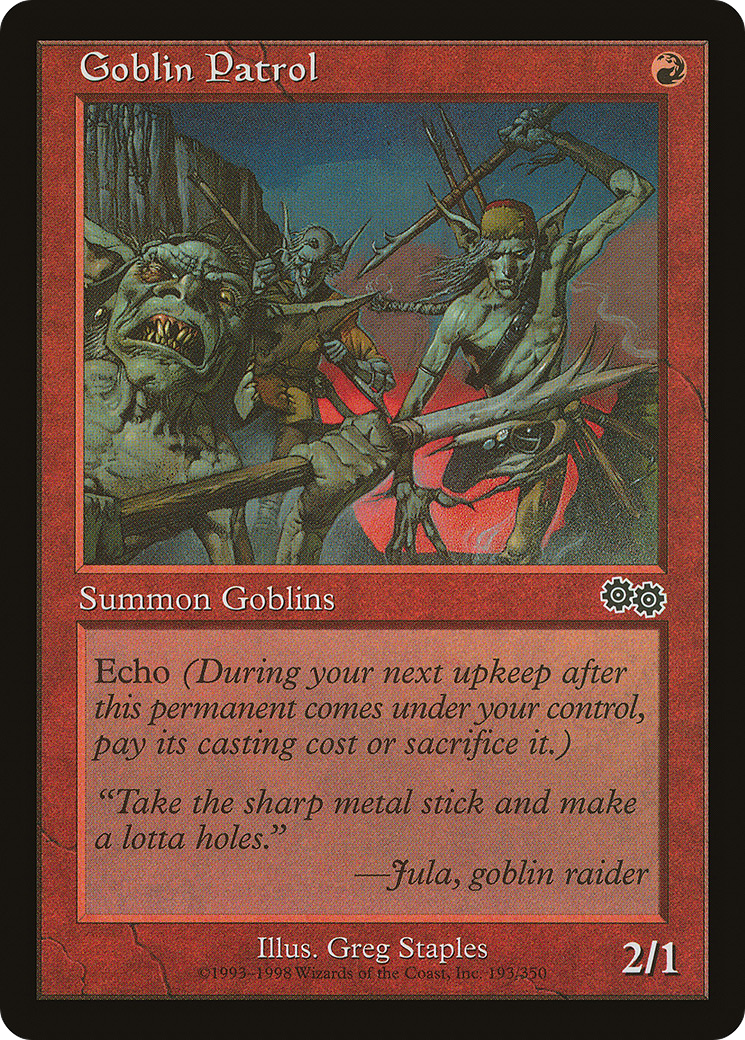 Goblin Patrol
Summon Goblins
Echo (During your next upkeep after
this permanent comes under your control,
pay its casting cost or sacrifice it.)
“Take the sharp metal stick and make
a lotta holes.”
—Jula, goblin raider
Illus. Greg Staples
©1993–1998 Wizards of the Coast, Inc. 193/350
2/1